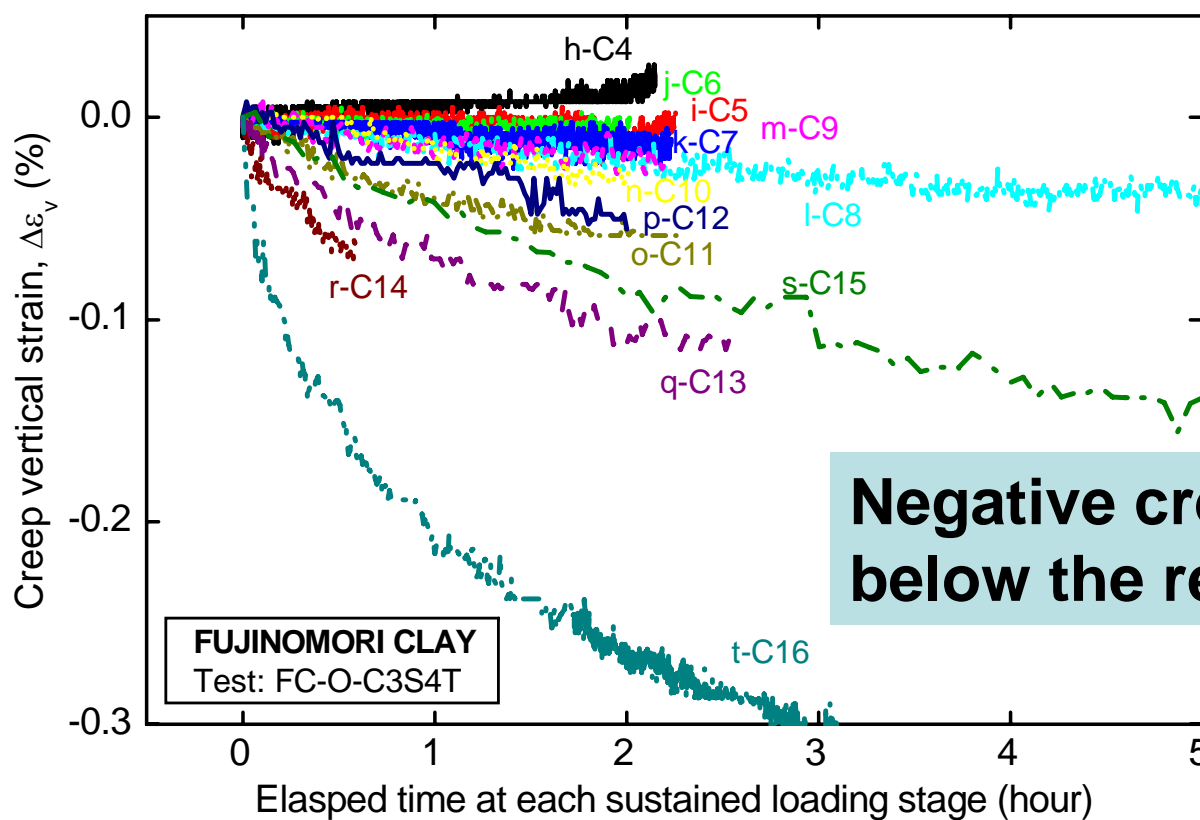 h-C4
j-C6
i-C5
m-C9
k-C7
n-C10
l-C8
p-C12
o-C11
r-C14
s-C15
q-C13
t-C16
0.0
-0.1
-0.2
-0.3
Creep vertical strain, Δε_v (%)
Negative cre
below the re
FUJINOMORI CLAY
Test: FC-O-C3S4T
0 1 2 3 4 5
Elasped time at each sustained loading stage (hour)